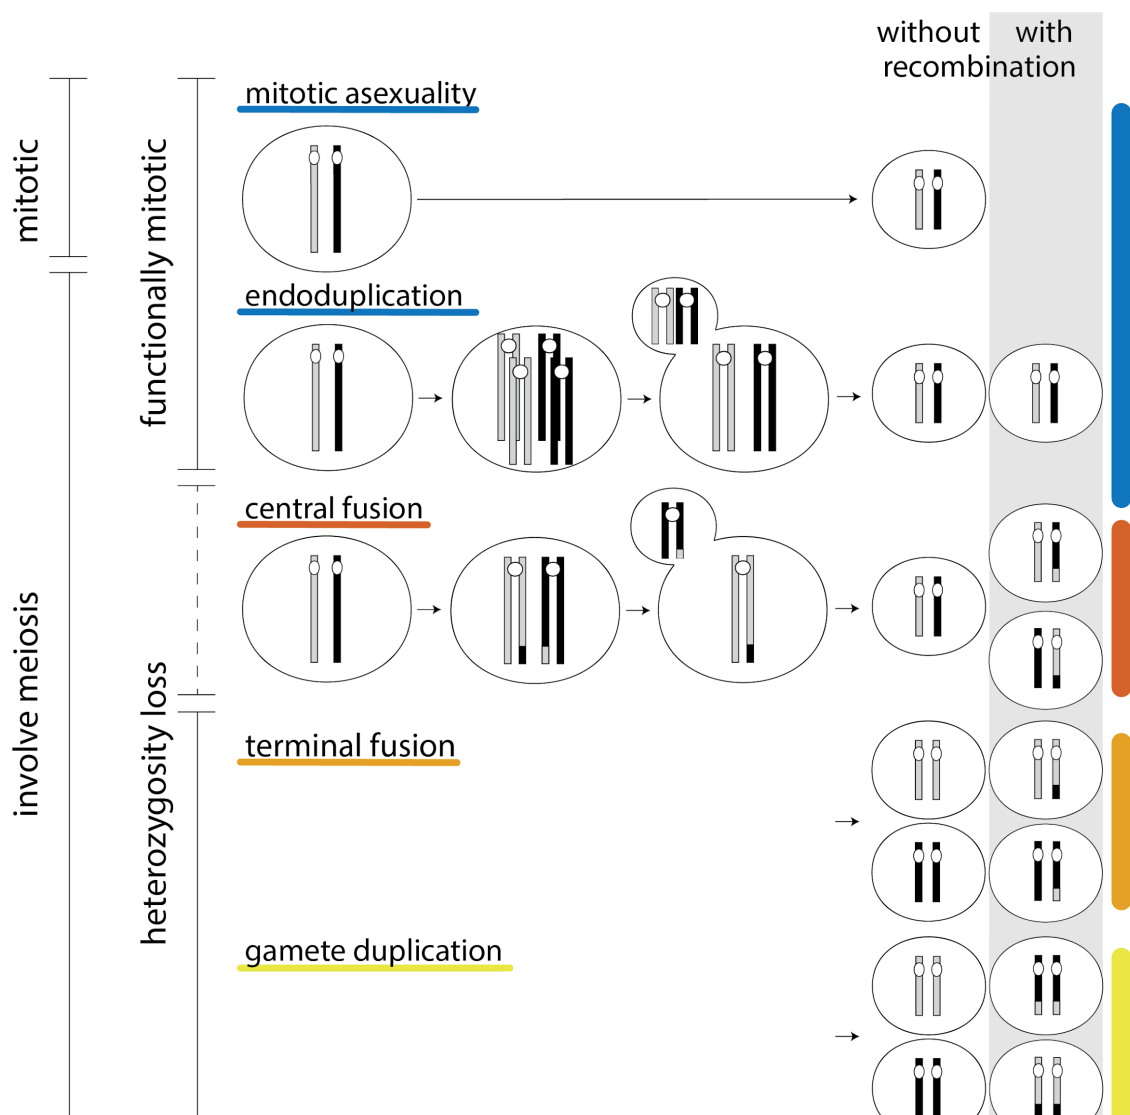 without with
recombination
mitotic asexuality
mitotic
functionally mitotic
endoduplication
central fusion
involve meiosis
heterozygosity loss
terminal fusion
gamete duplication